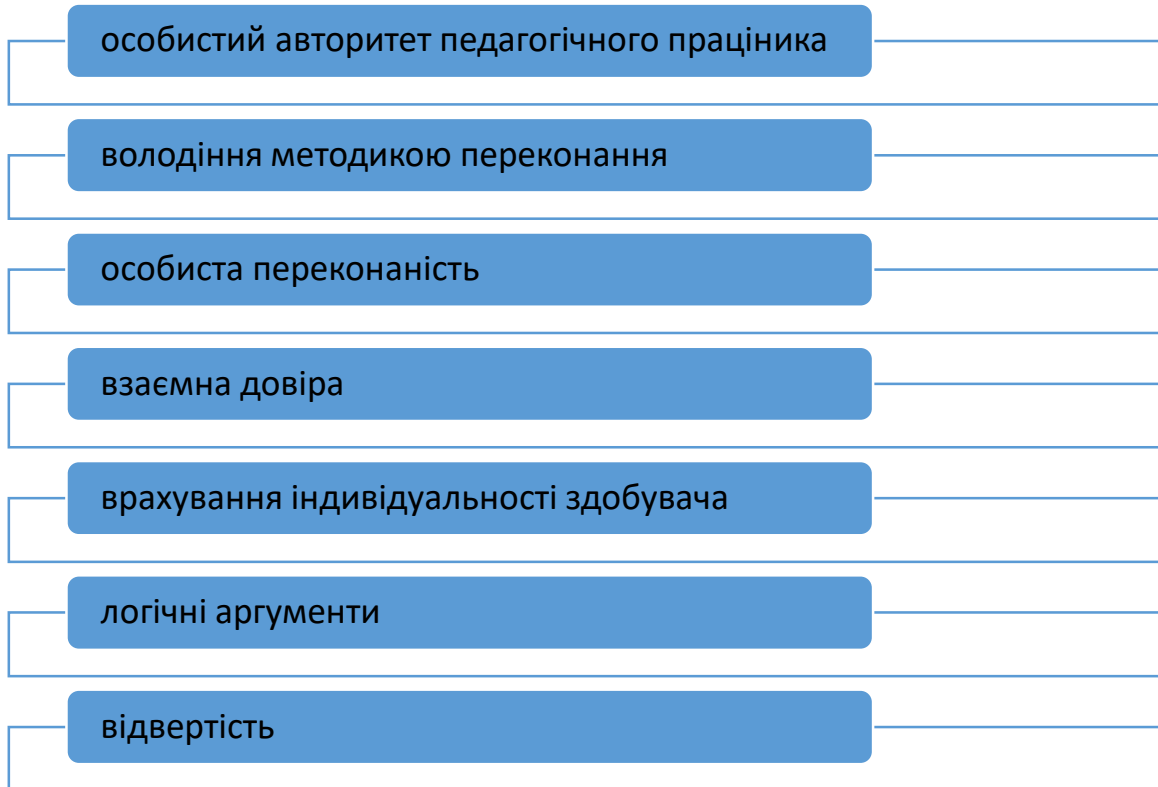 особистий авторитет педагогічного праціника
володіння методикою переконання
особиста переконаність
взаємна довіра
врахування індивідуальності здобувача
логічні аргументи
відвертість